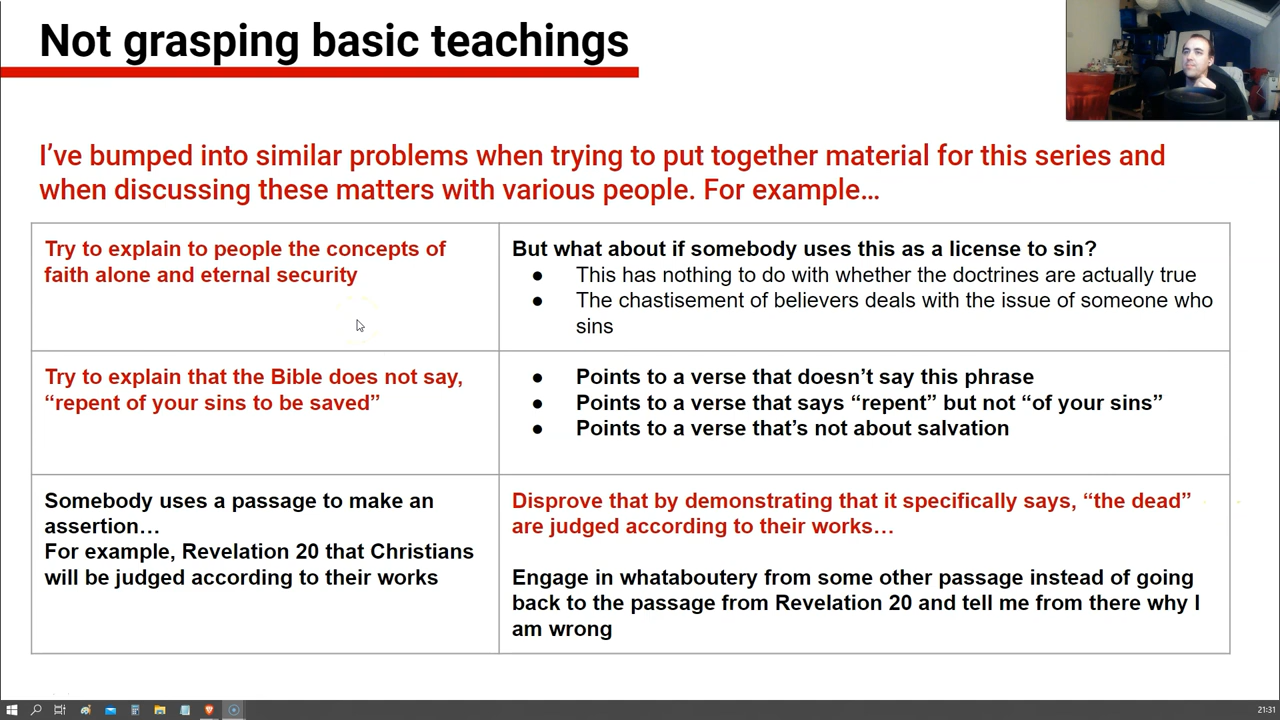 Not grasping basic teachings
I’ve bumped into similar problems when trying to put together material for this series and
when discussing these matters with various people. For example…
Try to explain to people the concepts of
faith alone and eternal security
But what about if somebody uses this as a license to sin?
● This has nothing to do with whether the doctrines are actually true
● The chastisement of believers deals with the issue of someone who
sins
Try to explain that the Bible does not say,
“repent of your sins to be saved”
● Points to a verse that doesn’t say this phrase
● Points to a verse that says “repent” but not “of your sins”
● Points to a verse that’s not about salvation
Somebody uses a passage to make an
assertion…
For example, Revelation 20 that Christians
will be judged according to their works
Disprove that by demonstrating that it specifically says, “the dead”
are judged according to their works…
Engage in whataboutery from some other passage instead of going
back to the passage from Revelation 20 and tell me from there why I
am wrong
21:31